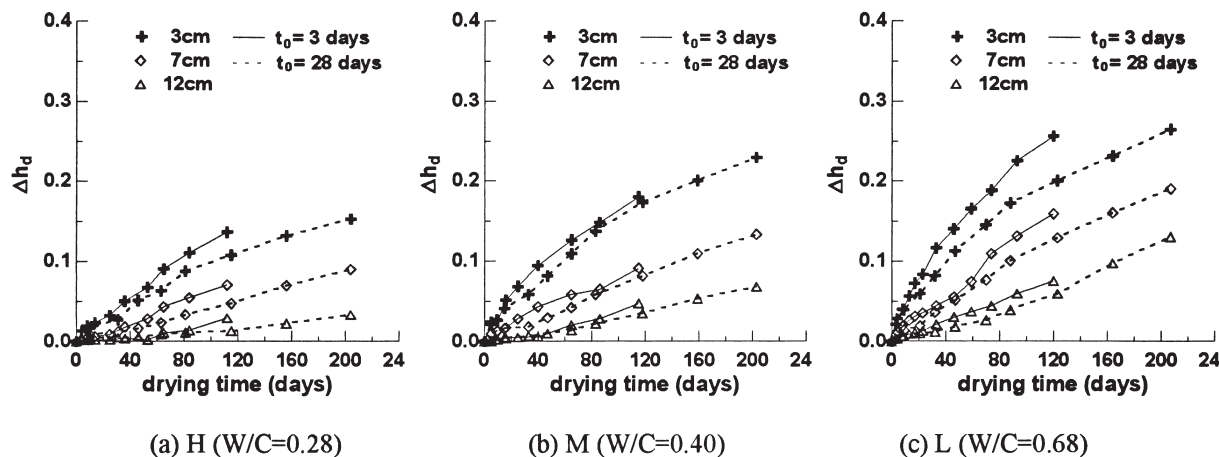 0.4
0.3
0.2
0.1
0.0
Δh_d
3cm
7cm
12cm
t₀= 3 days
t₀= 28 days
0 40 80 120 160 200 24
drying time (days)
(a) H (W/C=0.28)
0.4
0.3
0.2
0.1
0.0
Δh_d
3cm
7cm
12cm
t₀= 3 days
t₀= 28 days
0 40 80 120 160 200 24
drying time (days)
(b) M (W/C=0.40)
0.4
0.3
0.2
0.1
0.0
Δh_d
3cm
7cm
12cm
t₀= 3 days
t₀= 28 days
0 40 80 120 160 200 24
drying time (days)
(c) L (W/C=0.68)